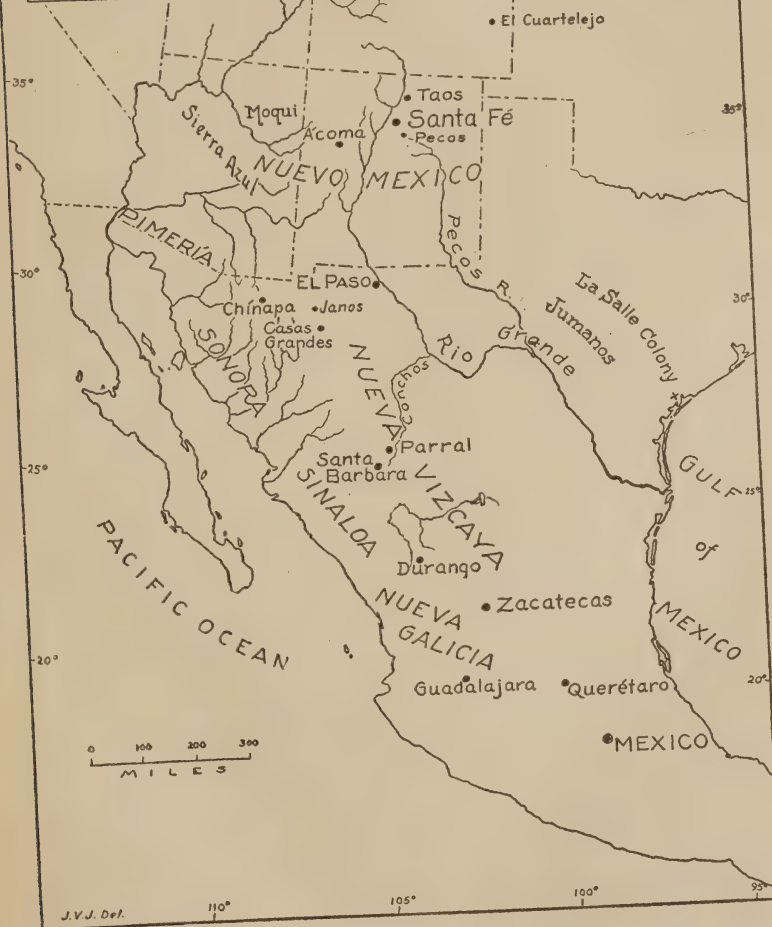 El Cuartelejo
35°
35°
Taos
Santa Fé
Pecos
Moqui
Ácoma
Sierra Azul
NUEVO MEXICO
PIMERÍA
Pecos R.
30°
30°
EL PASO
La Salle Colony
x
Jumanos
Chínapa
Janos
Casas
Grandes
SONORA
Rio Grande
NUEVA VIZCAYA
Conchos
Parral
Santa
Barbara
25°
25°
GULF
of
MEXICO
SINALOA
PACIFIC OCEAN
Durango
Zacatecas
NUEVA
GALICIA
20°
20°
Guadalajara
Querétaro
MEXICO
0 100 200 300
MILES
J.V.J. Del.
110°
105°
100°
95°